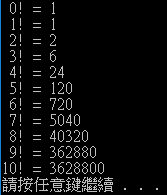 0! = 1
1! = 1
2! = 2
3! = 6
4! = 24
5! = 120
6! = 720
7! = 5040
8! = 40320
9! = 362880
10! = 3628800
請按任意鍵繼續 . . .